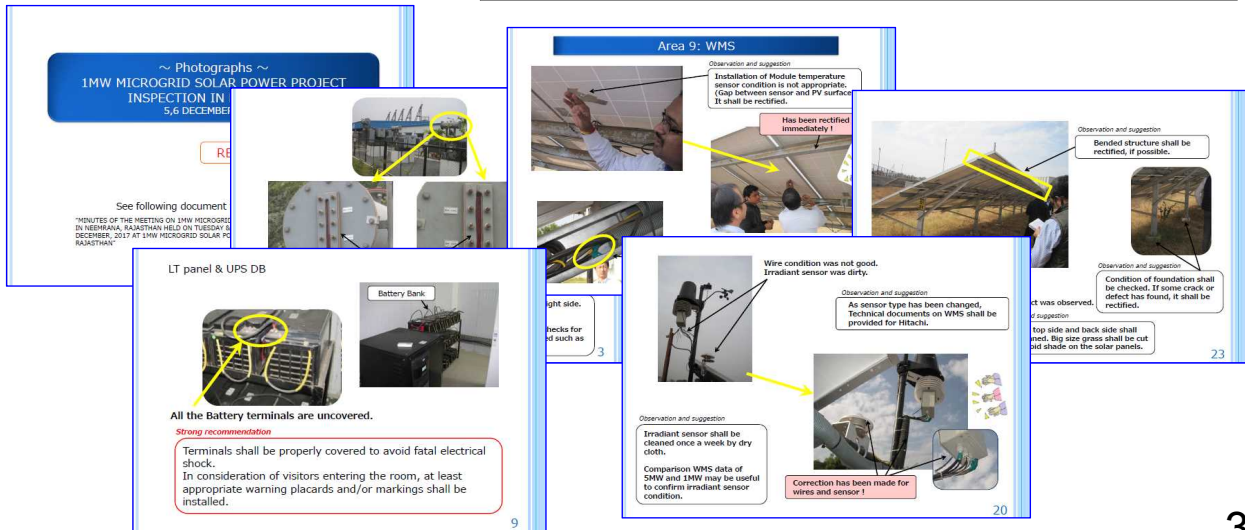 ~ Photographs ~
1MW MICROGRID SOLAR POWER PROJECT
INSPECTION IN
5,6 DECEMBER
See following document
"MINUTES OF THE MEETING ON 1MW MICROGRID
IN NEEMRANA, RAJASTHAN HELD ON TUESDAY &
DECEMBER, 2017 AT 1MW MICROGRID SOLAR
RAJASTHAN"
Area 9: WMS
Observation and suggestion
Installation of Module temperature
sensor condition is not appropriate.
(Gap between sensor and PV surface
It shall be rectified.
Has been rectified
immediately !
right side.
checks for
such as
3
Observation and suggestion
Bended structure shall be
rectified, if possible.
Observation and suggestion
Condition of foundation shall
be checked. If some crack or
defect has found, it shall be
rectified.
was observed.
top side and back side shall
Big size grass shall be cut
shade on the solar panels.
23
LT panel & UPS DB
Battery Bank
All the Battery terminals are uncovered.
Strong recommendation
Terminals shall be properly covered to avoid fatal electrical
shock.
In consideration of visitors entering the room, at least
appropriate warning placards and/or markings shall be
installed.
9
Wire condition was not good.
Irradiant sensor was dirty.
Observation and suggestion
As sensor type has been changed,
Technical documents on WMS shall be
provided for Hitachi.
Observation and suggestion
Irradiant sensor shall be
cleaned once a week by dry
cloth.
Comparison WMS data of
5MW and 1MW may be useful
to confirm irradiant sensor
condition.
Correction has been made for
wires and sensor !
20
3